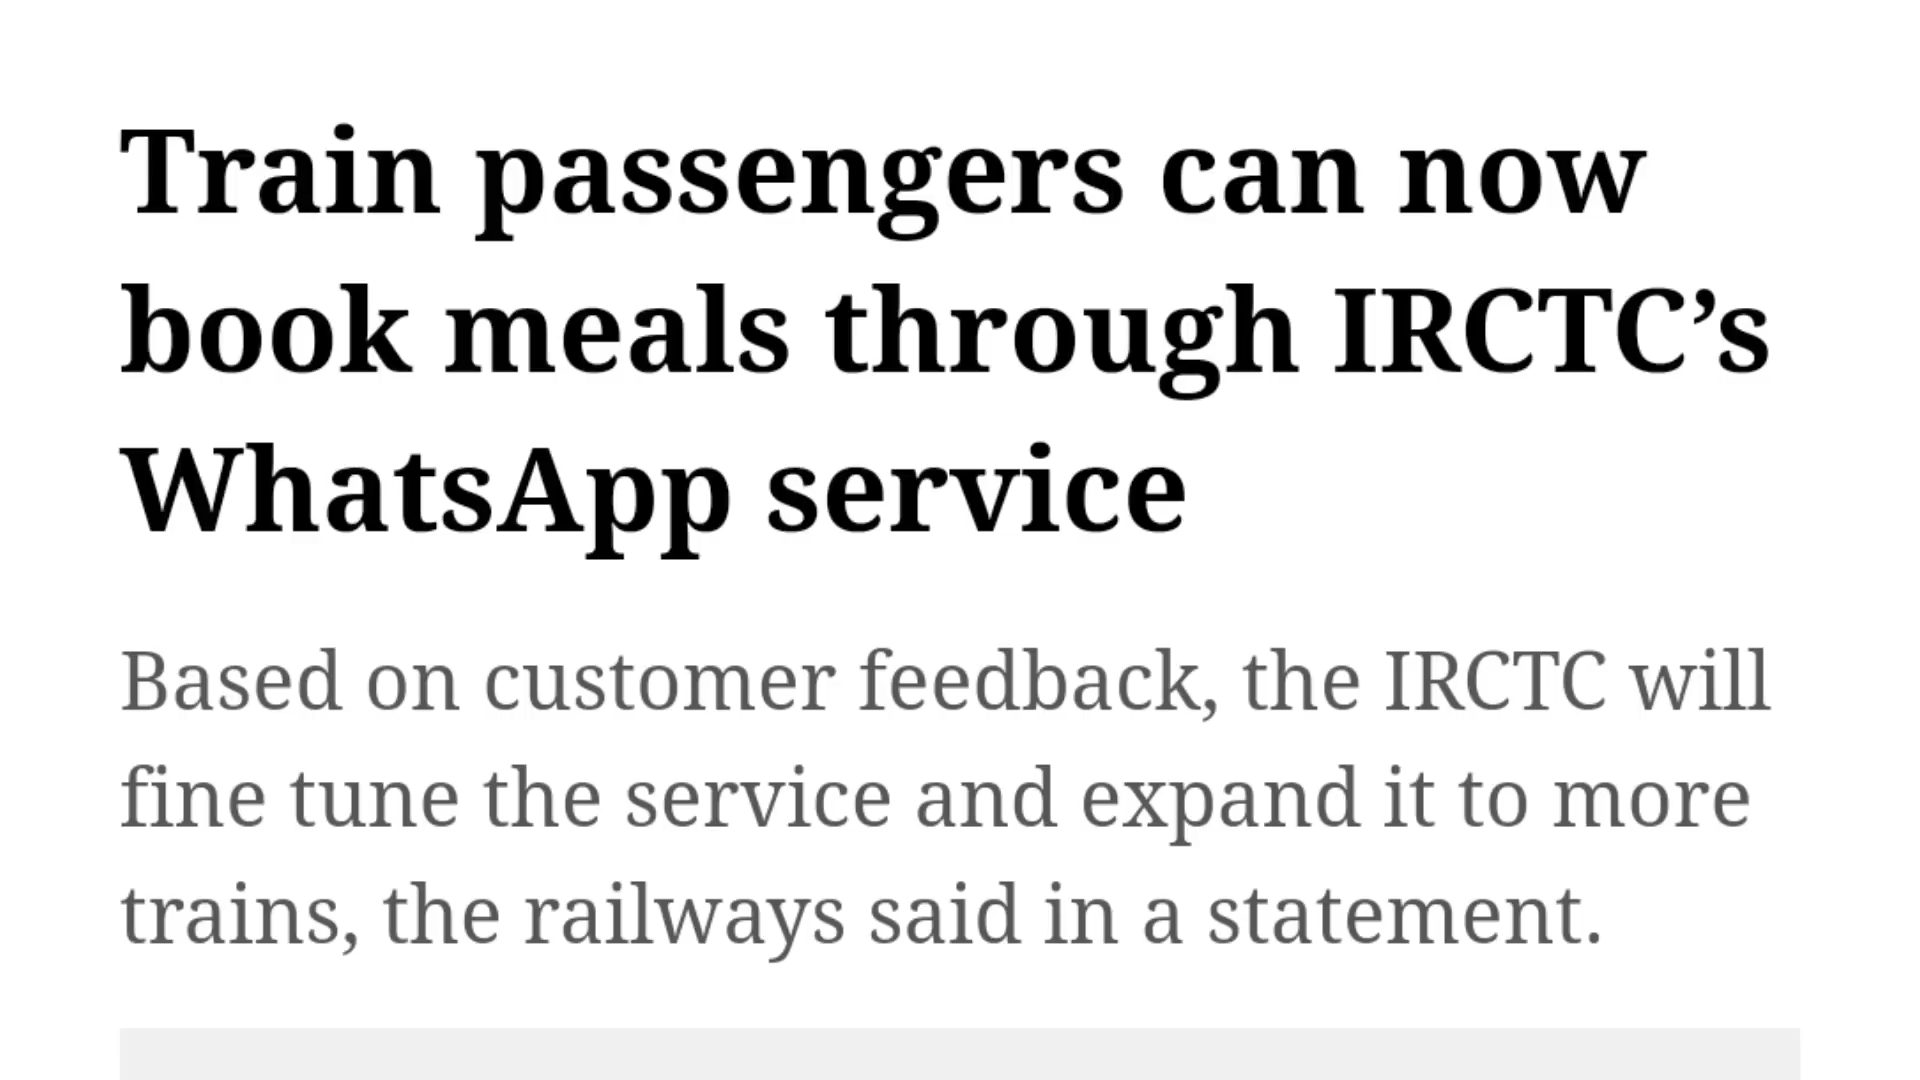 Train passengers can now
book meals through IRCTC’s
WhatsApp service
Based on customer feedback, the IRCTC will
fine tune the service and expand it to more
trains, the railways said in a statement.